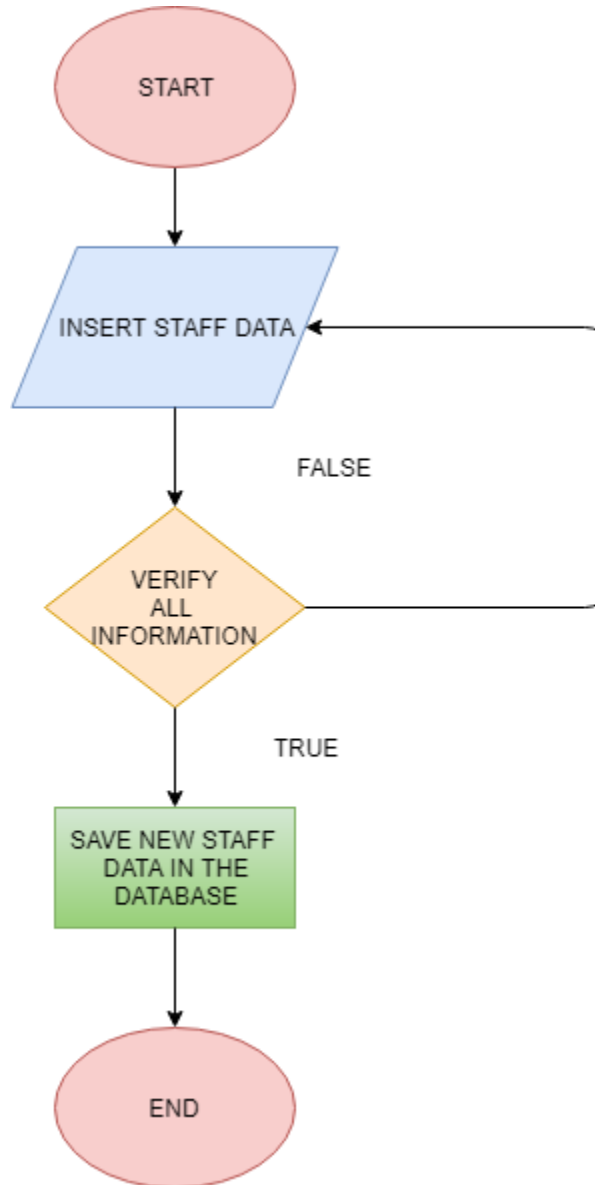 START
INSERT STAFF DATA
FALSE
VERIFY
ALL
INFORMATION
TRUE
SAVE NEW STAFF
DATA IN THE
DATABASE
END